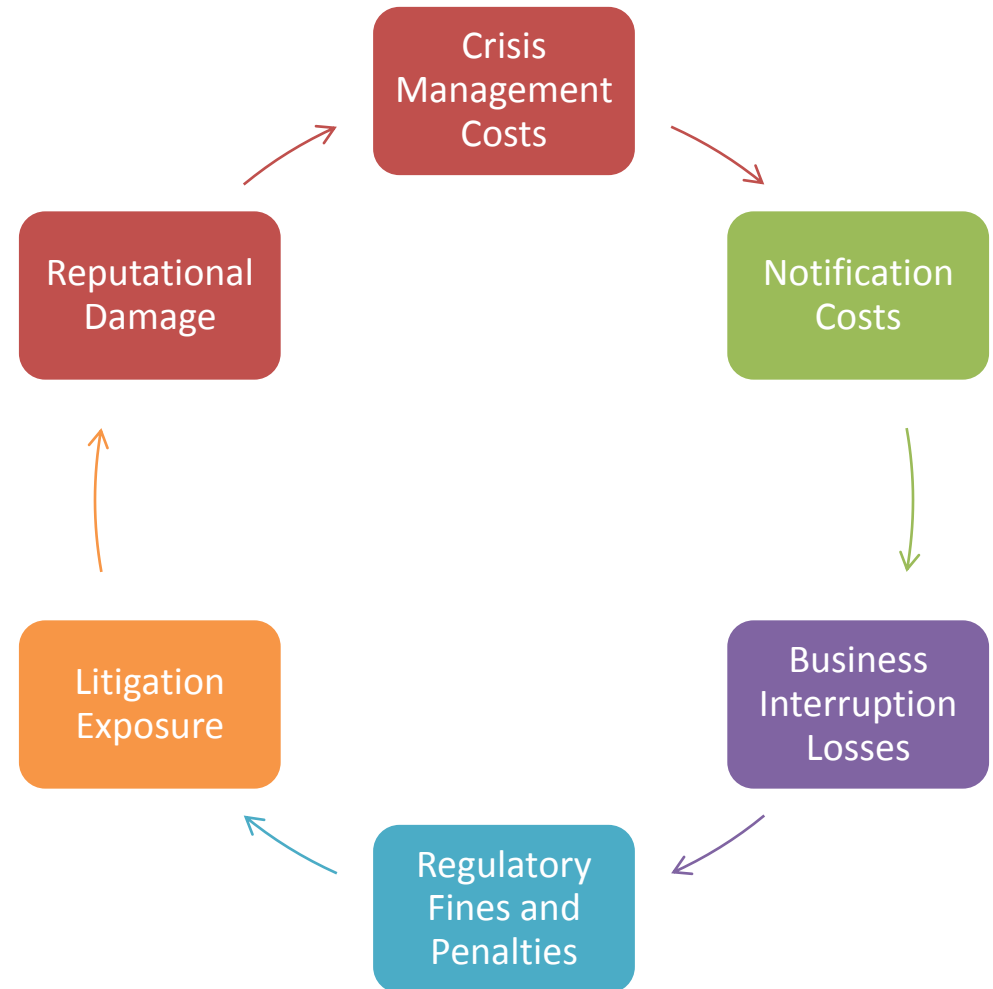 Crisis
Management
Costs
Notification
Costs
Business
Interruption
Losses
Regulatory
Fines and
Penalties
Litigation
Exposure
Reputational
Damage